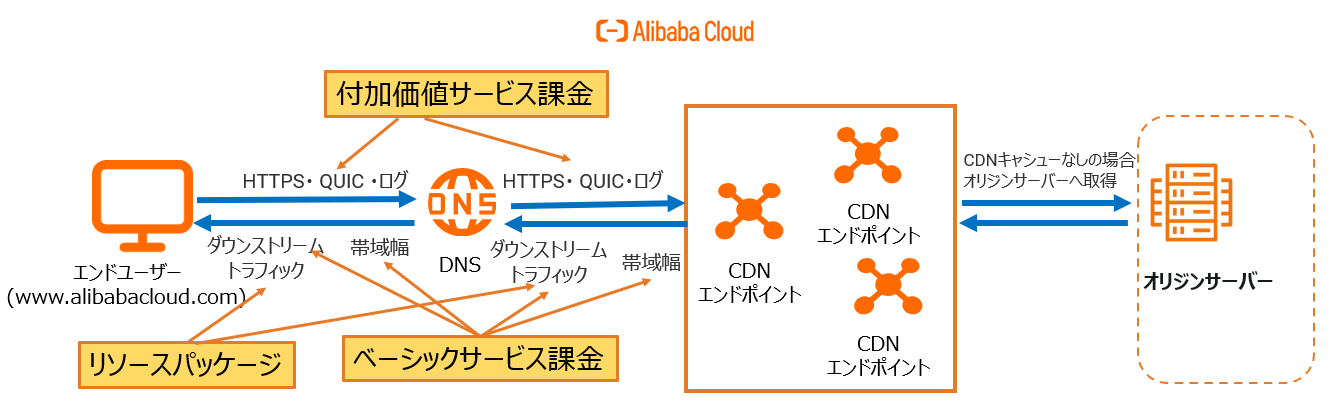 Alibaba Cloud
付加価値サービス課金
HTTPS・ QUIC ・ログ
HTTPS・ QUIC・ログ
CDNキャシューなしの場合
オリジンサーバーへ取得
DNS
ダウンストリーム
トラフィック
帯域幅
DNS
ダウンストリーム
トラフィック
帯域幅
エンドユーザー
(www.alibabacloud.com)
CDN
エンドポイント
CDN
エンドポイント
CDN
エンドポイント
オリジンサーバー
リソースパッケージ
ベーシックサービス課金